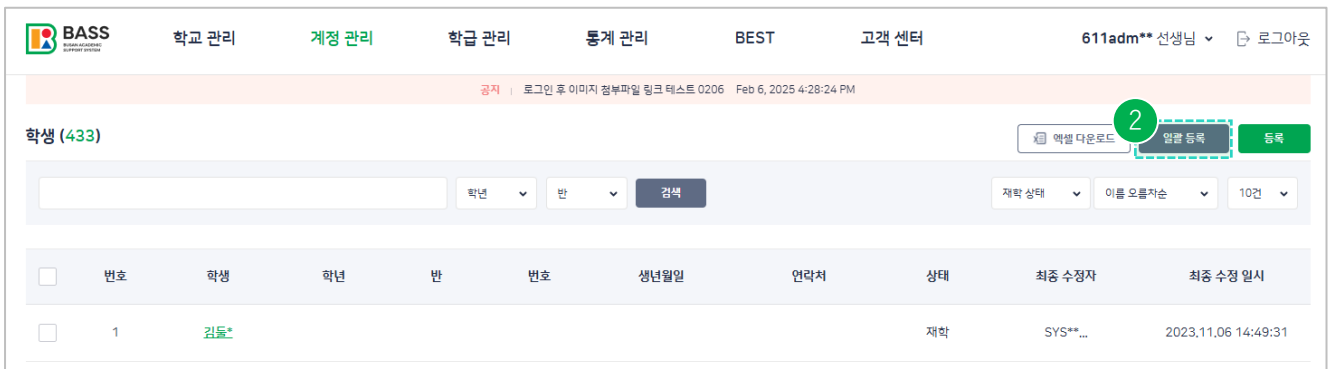 BASS
BUSAN ACADEMIC
SUPPORT SYSTEM
학교 관리 계정 관리 학급 관리 통계 관리 BEST 고객 센터 611adm** 선생님 로그아웃
공지 로그인 후 이미지 첨부파일 링크 테스트 0206 Feb 6, 2025 4:28:24 PM
학생 (433)
엑셀 다운로드 2 일괄 등록 등록
학년 반 검색 재학 상태 이름 오름차순 10건
번호 학생 학년 반 번호 생년월일 연락처 상태 최종 수정자 최종 수정 일시
1 김둘* 재학 SYS**... 2023.11.06 14:49:31